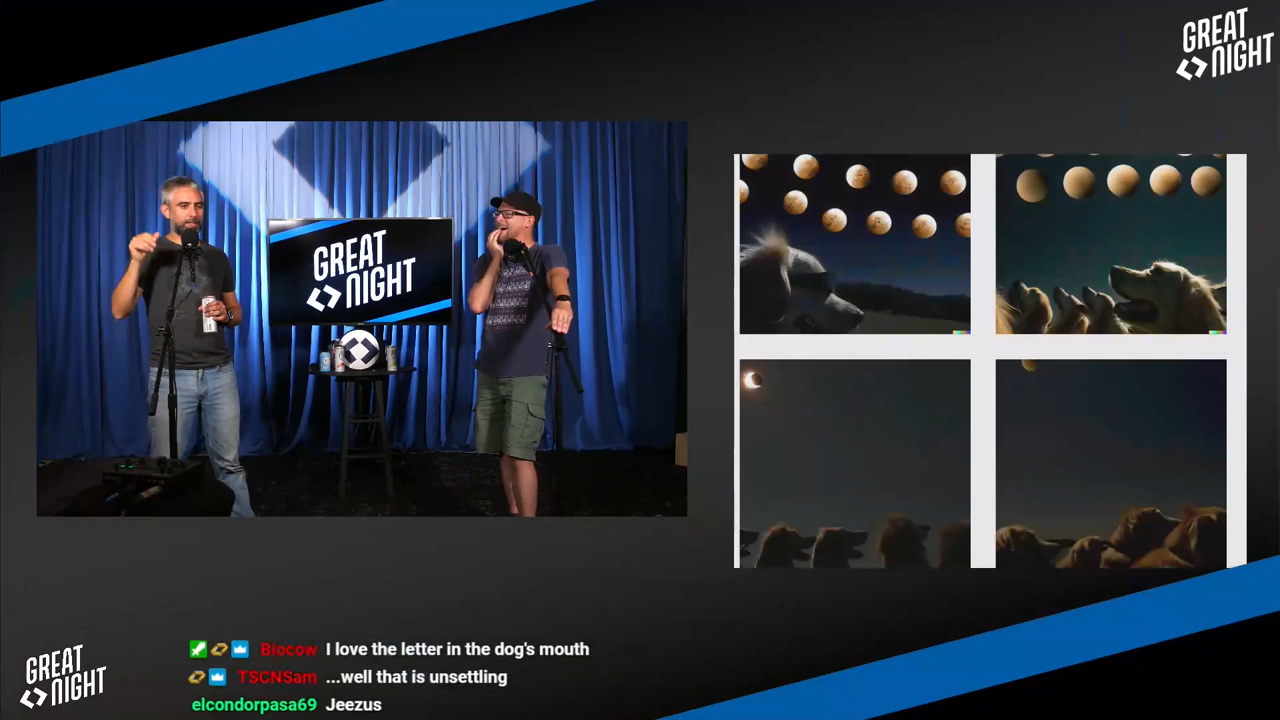 GREAT
NIGHT
GREAT
NIGHT
GREAT
NIGHT
Biocow I love the letter in the dog's mouth
TSCNSam ...well that is unsettling
elcondorpasa69 Jeezus